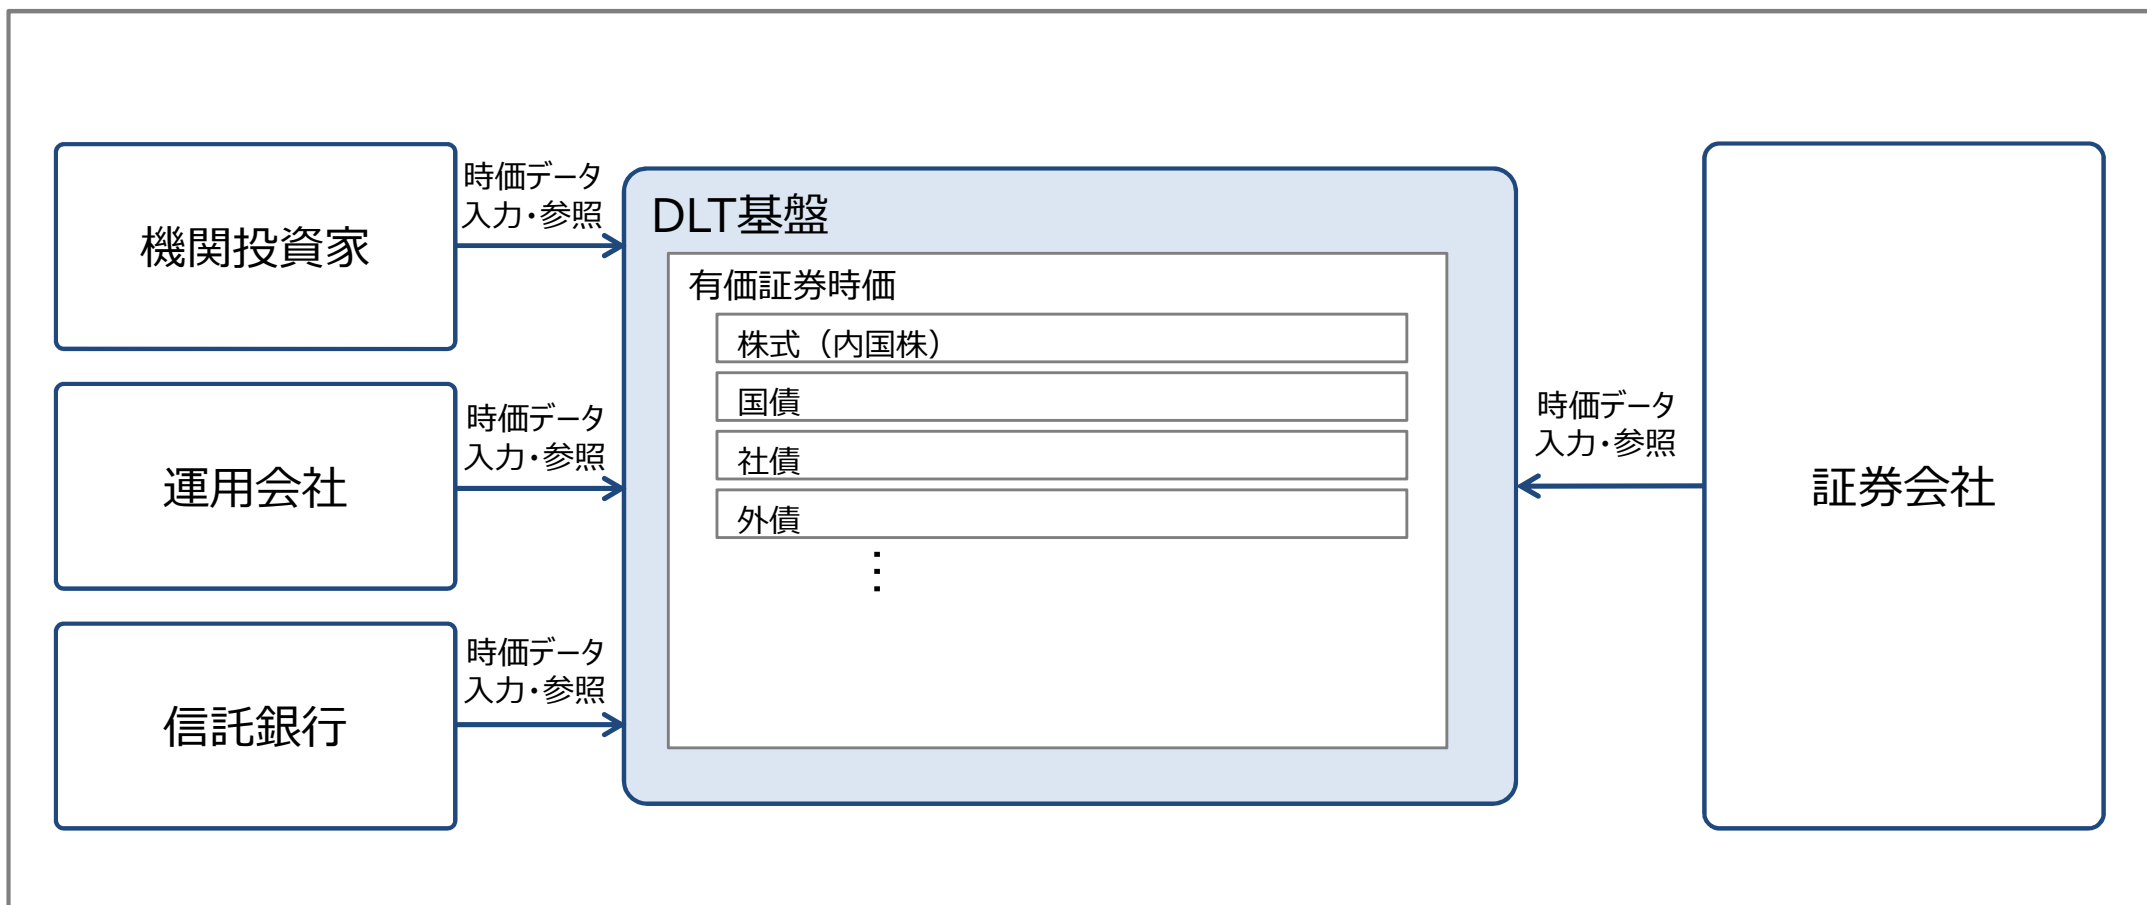 機関投資家
時価データ
入力・参照
運用会社
時価データ
入力・参照
信託銀行
時価データ
入力・参照
DLT基盤
有価証券時価
株式（内国株）
国債
社債
外債
⋮
時価データ
入力・参照
証券会社